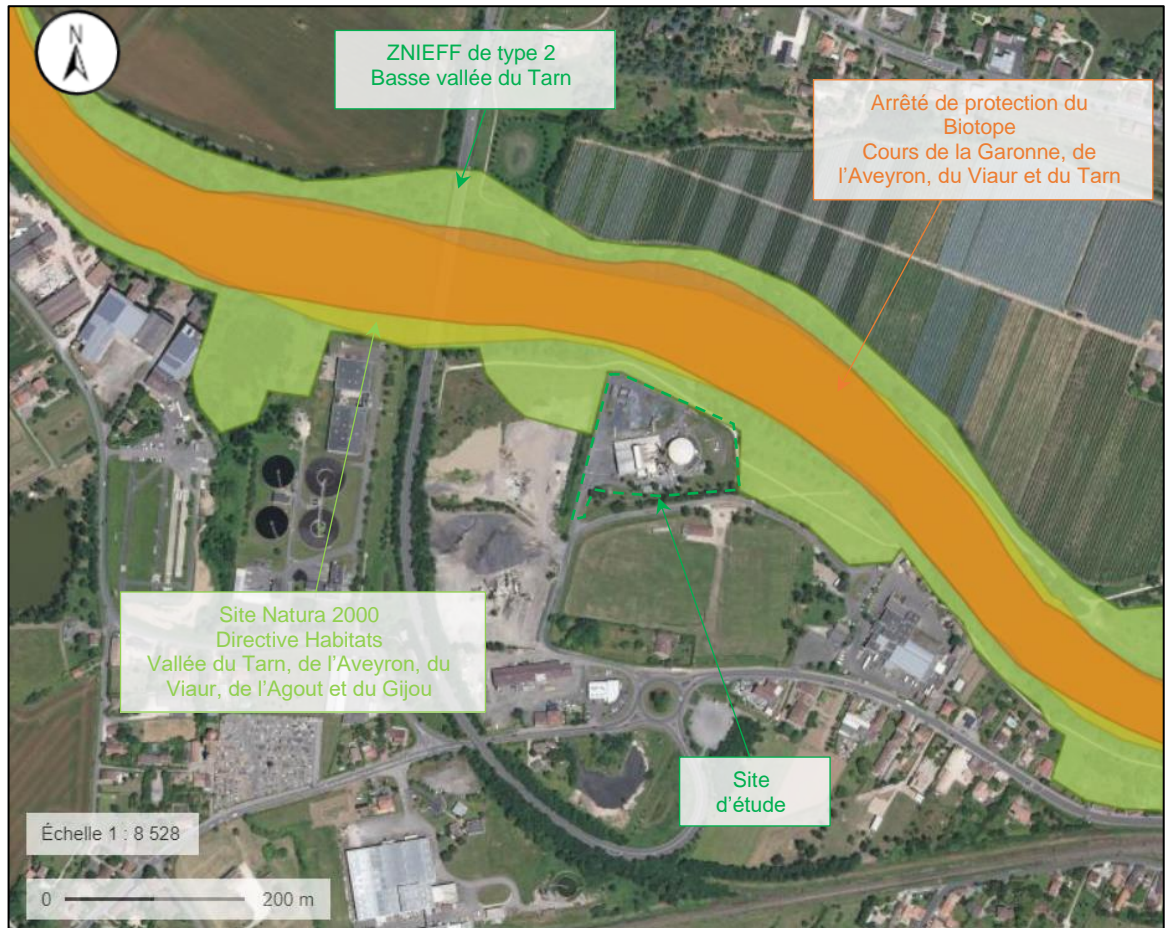 N
ZNIEFF de type 2
Basse vallée du Tarn
Arrêté de protection du
Biotope
Cours de la Garonne, de
l'Aveyron, du Viaur et du Tarn
Site Natura 2000
Directive Habitats
Vallée du Tarn, de l'Aveyron, du
Viaur, de l'Agout et du Gijou
Site
d'étude
Échelle 1 : 8 528
0 200 m